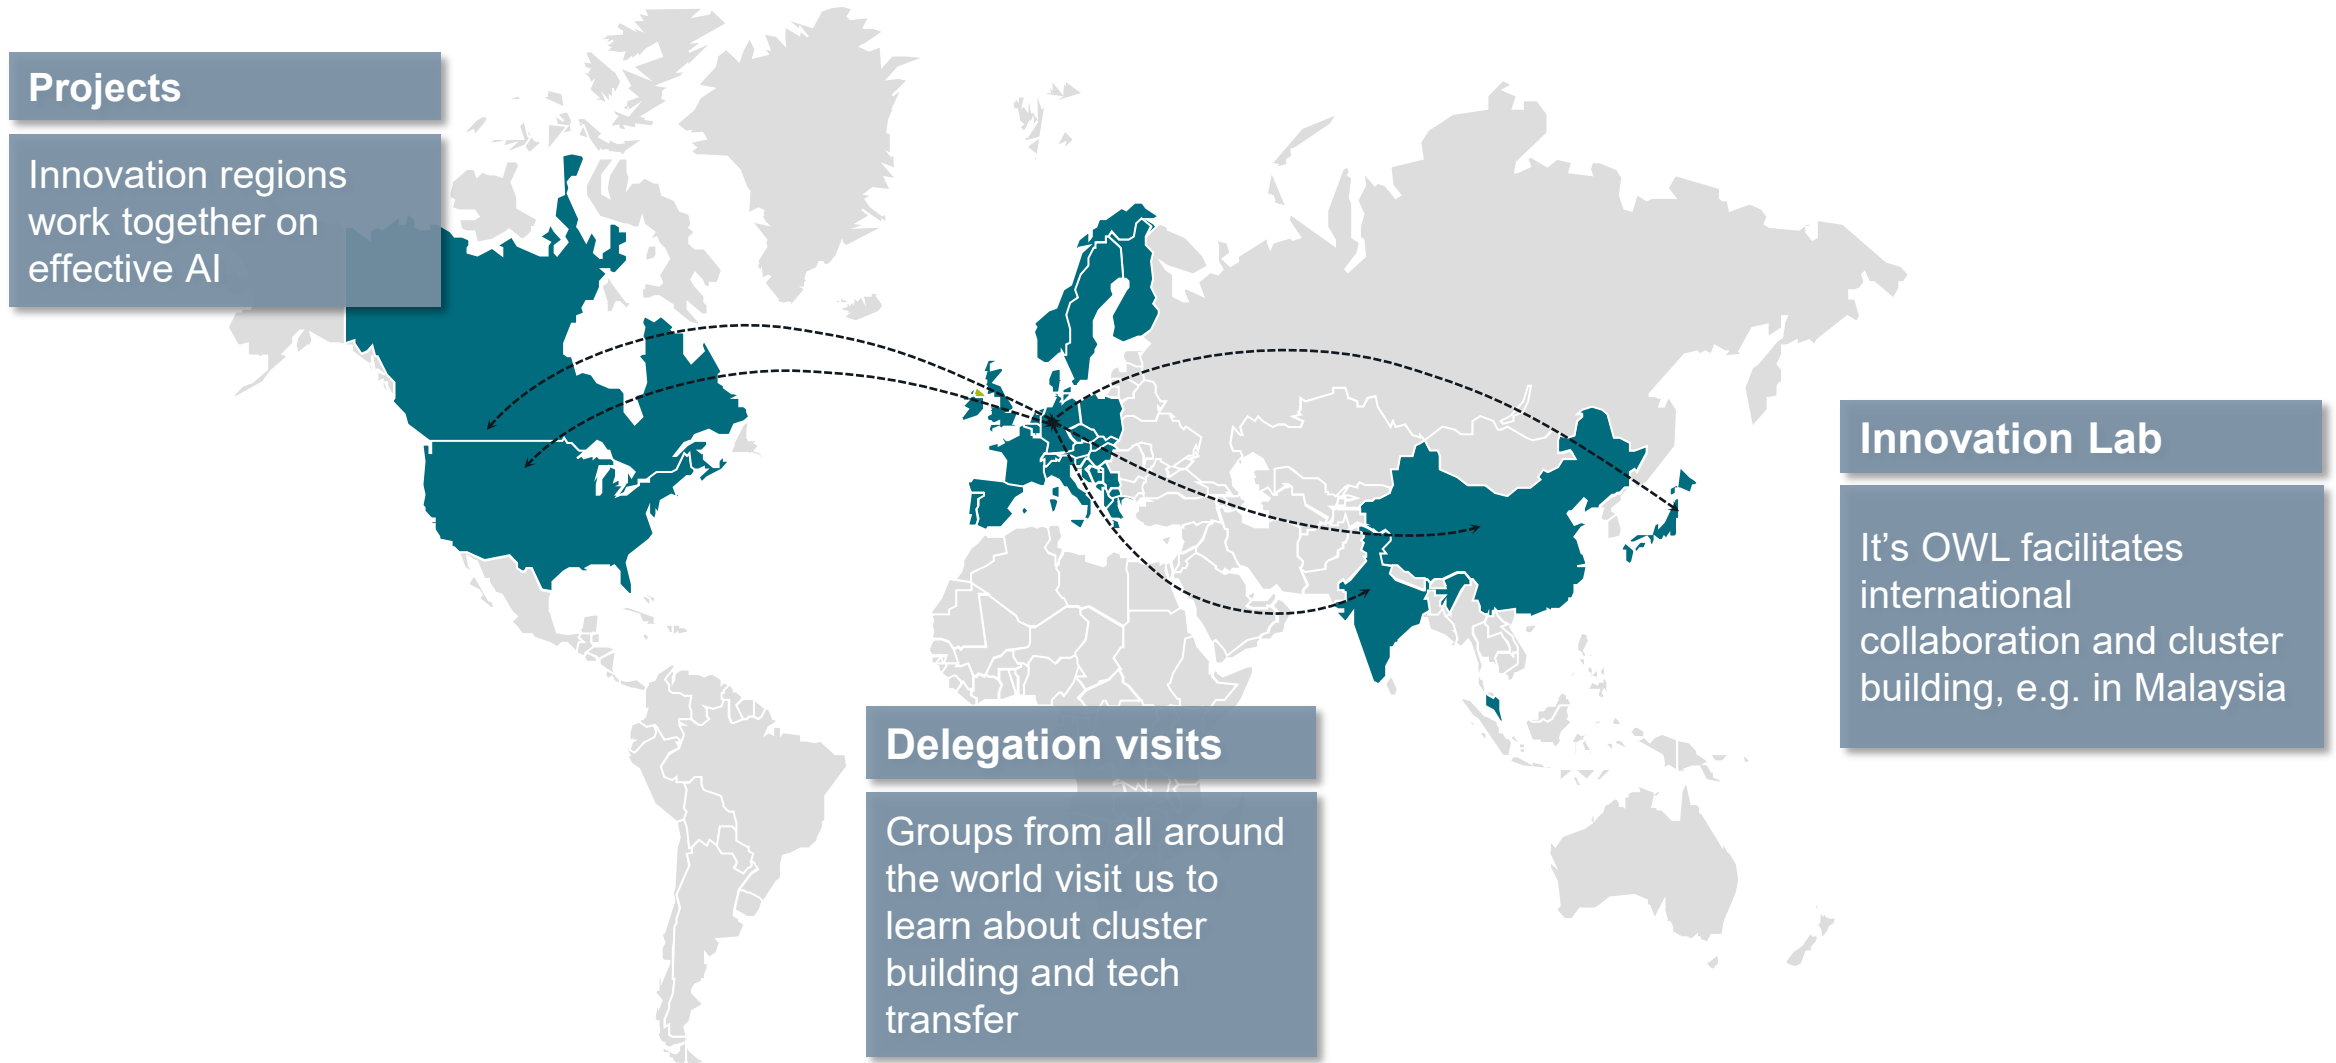 Projects
Innovation regions
work together on
effective AI
Innovation Lab
It’s OWL facilitates
international
collaboration and cluster
building, e.g. in Malaysia
Delegation visits
Groups from all around
the world visit us to
learn about cluster
building and tech
transfer